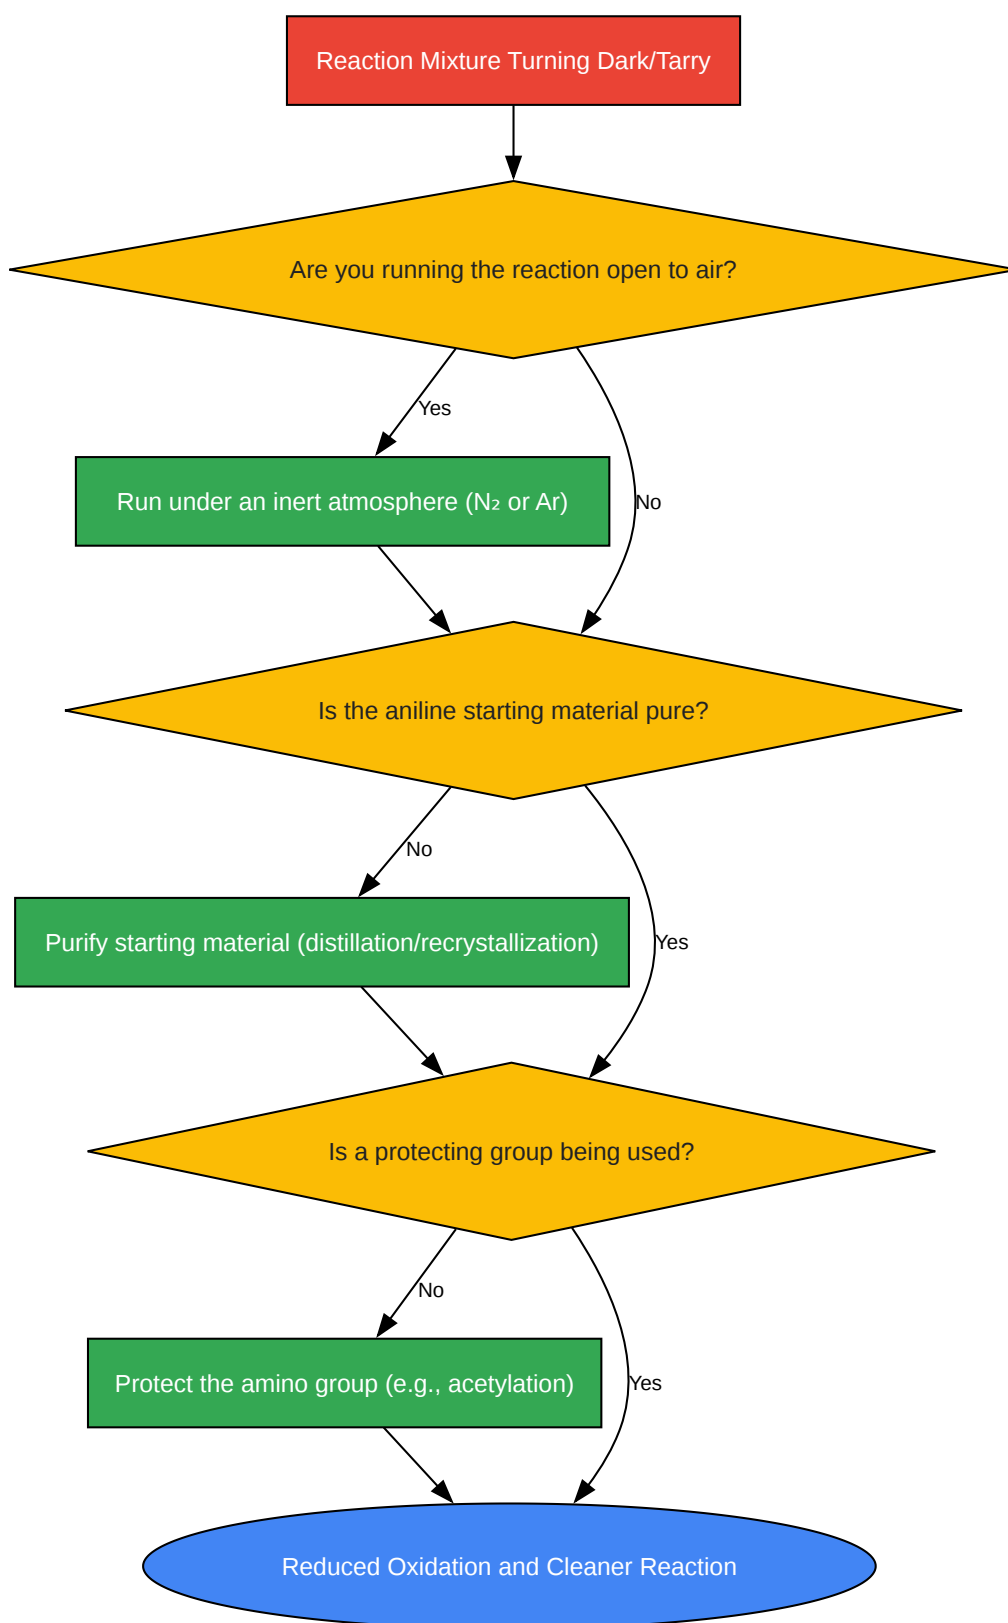 Reaction Mixture Turning Dark/Tarry
Are you running the reaction open to air?
Yes
Run under an inert atmosphere (N₂ or Ar)
No
Is the aniline starting material pure?
No
Purify starting material (distillation/recrystallization)
Yes
Is a protecting group being used?
No
Protect the amino group (e.g., acetylation)
Yes
Reduced Oxidation and Cleaner Reaction